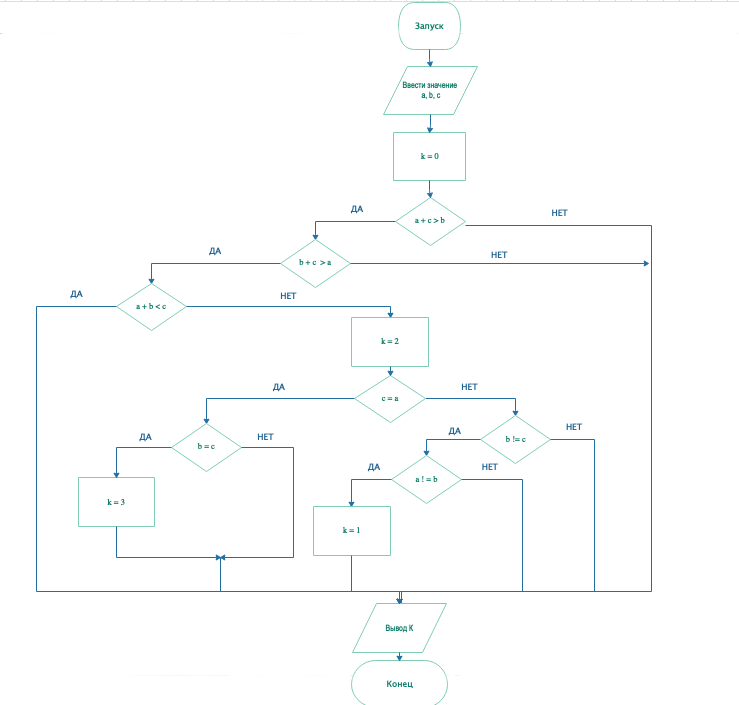 Запуск
Ввести значение
a, b, c
k = 0
a + c > b
ДА
НЕТ
b + c > a
ДА
НЕТ
a + b < c
ДА
НЕТ
k = 2
c = a
ДА
НЕТ
b = c
ДА
НЕТ
b != c
ДА
НЕТ
a ! = b
ДА
НЕТ
k = 3
k = 1
Вывод К
Конец